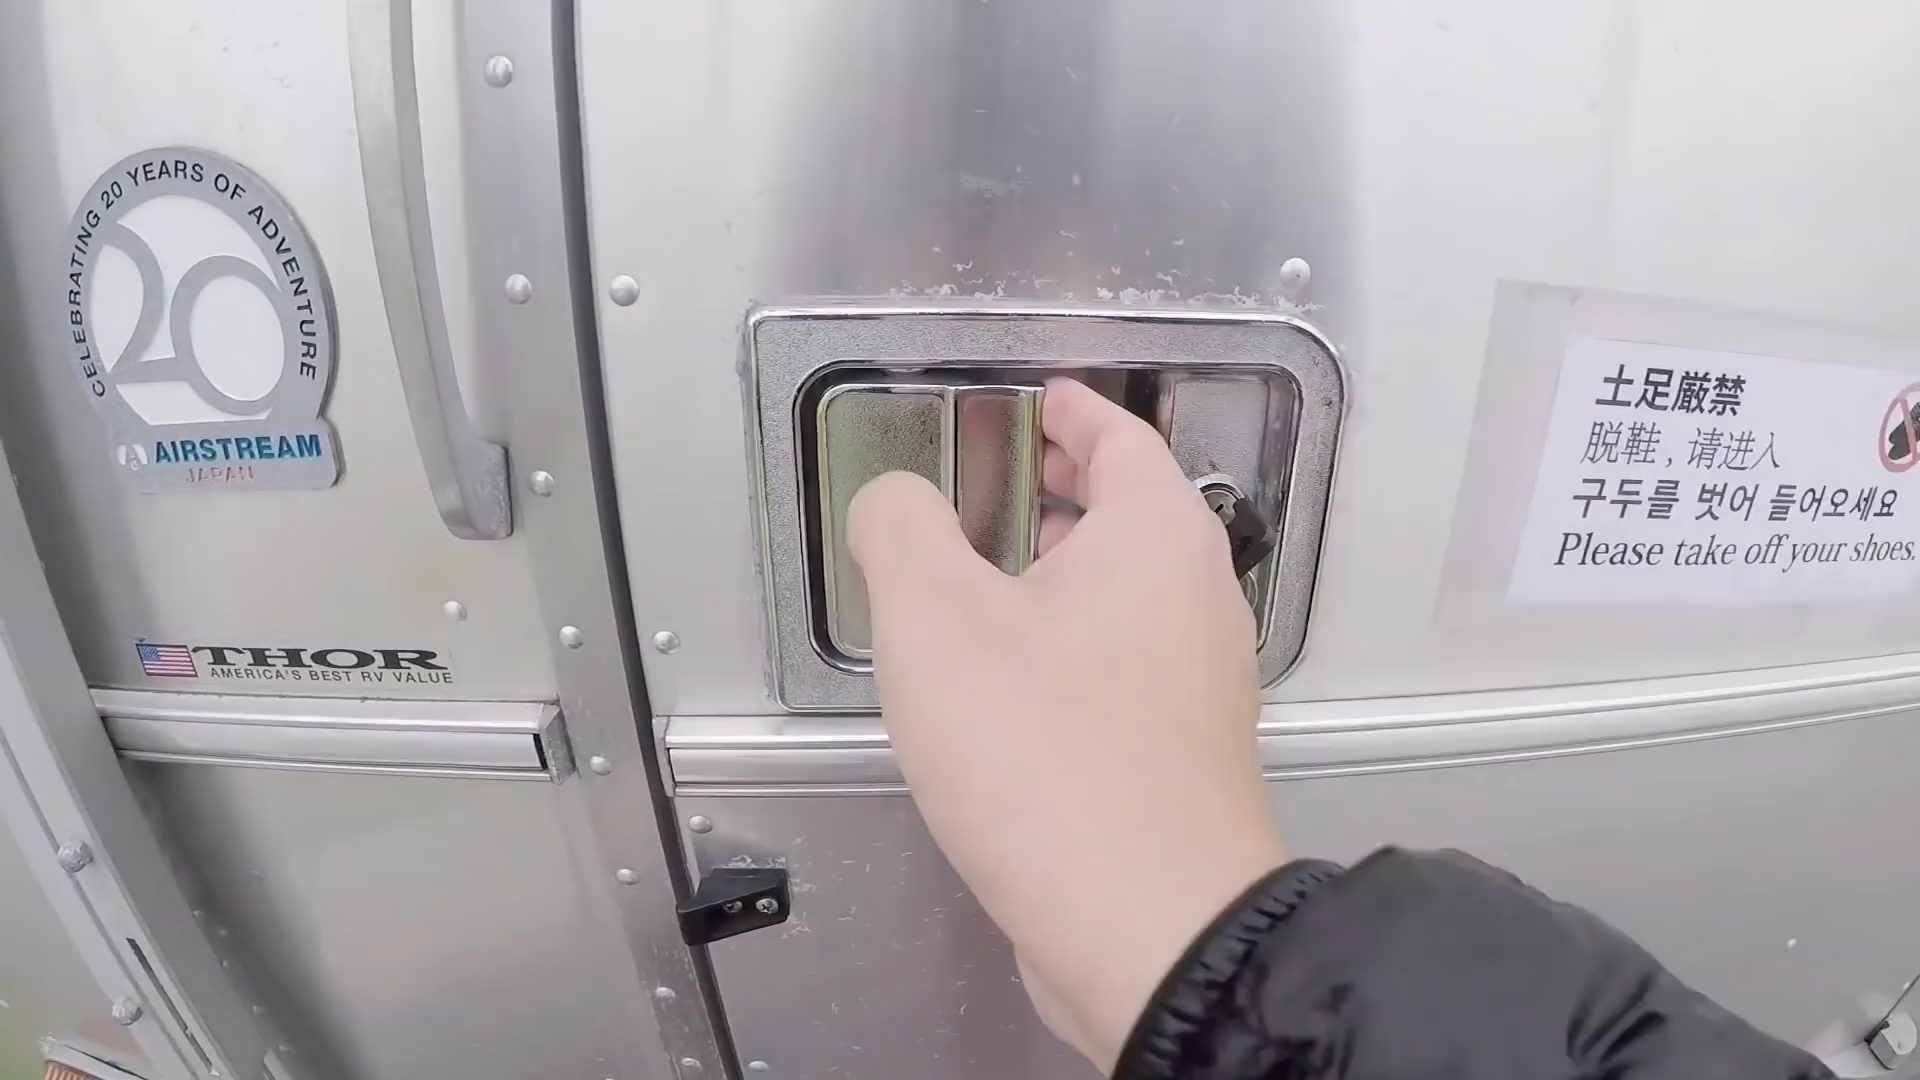 CELEBRATING 20 YEARS OF ADVENTURE
20
AIRSTREAM
JAPAN
THOR
AMERICA'S BEST RV VALUE
土足厳禁
脱鞋，请进入
구두를 벗어 들어오세요
Please take off your shoes.